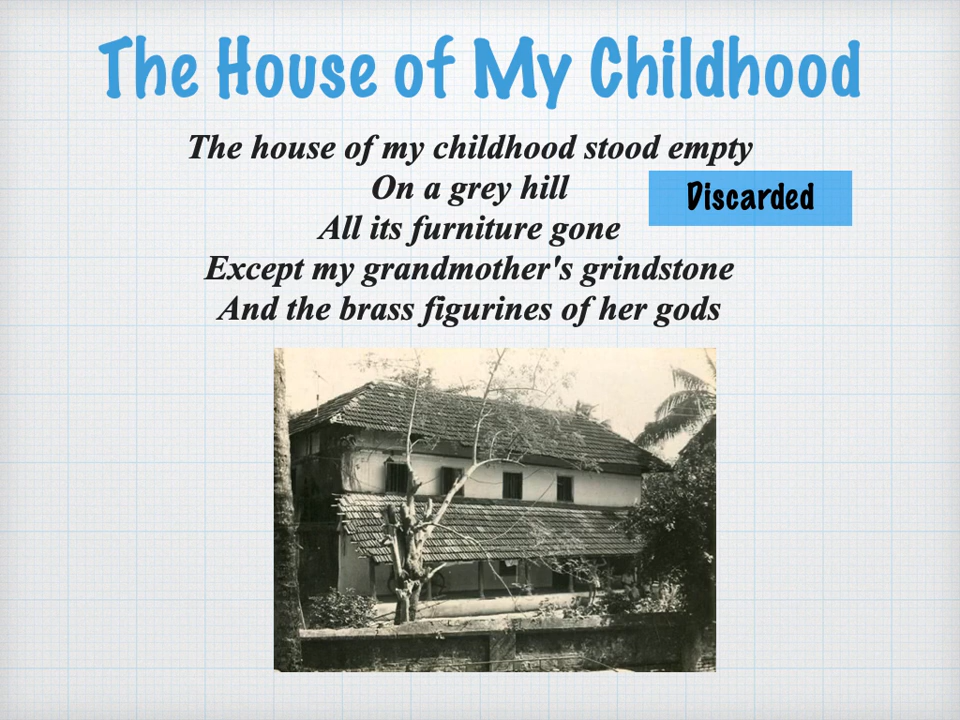 The House of My Childhood
The house of my childhood stood empty
On a grey hill
Discarded
All its furniture gone
Except my grandmother's grindstone
And the brass figurines of her gods